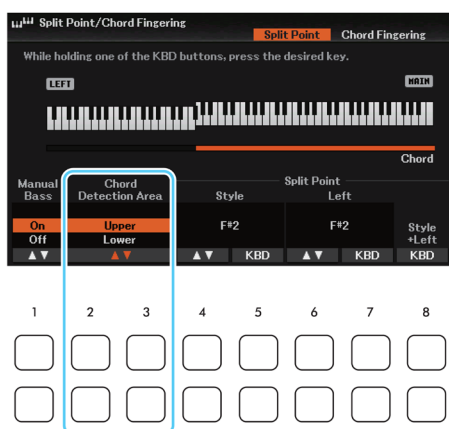 Split Point/Chord Fingering
Split Point Chord Fingering
While holding one of the KBD buttons, press the desired key.
LEFT MAIN
Chord
Manual Bass Chord Detection Area Split Point
Style Left
On Upper F#2 F#2 Style
Off Lower +Left
▲▼ ▲▼ ▲▼ KBD ▲▼ KBD KBD
1 2 3 4 5 6 7 8